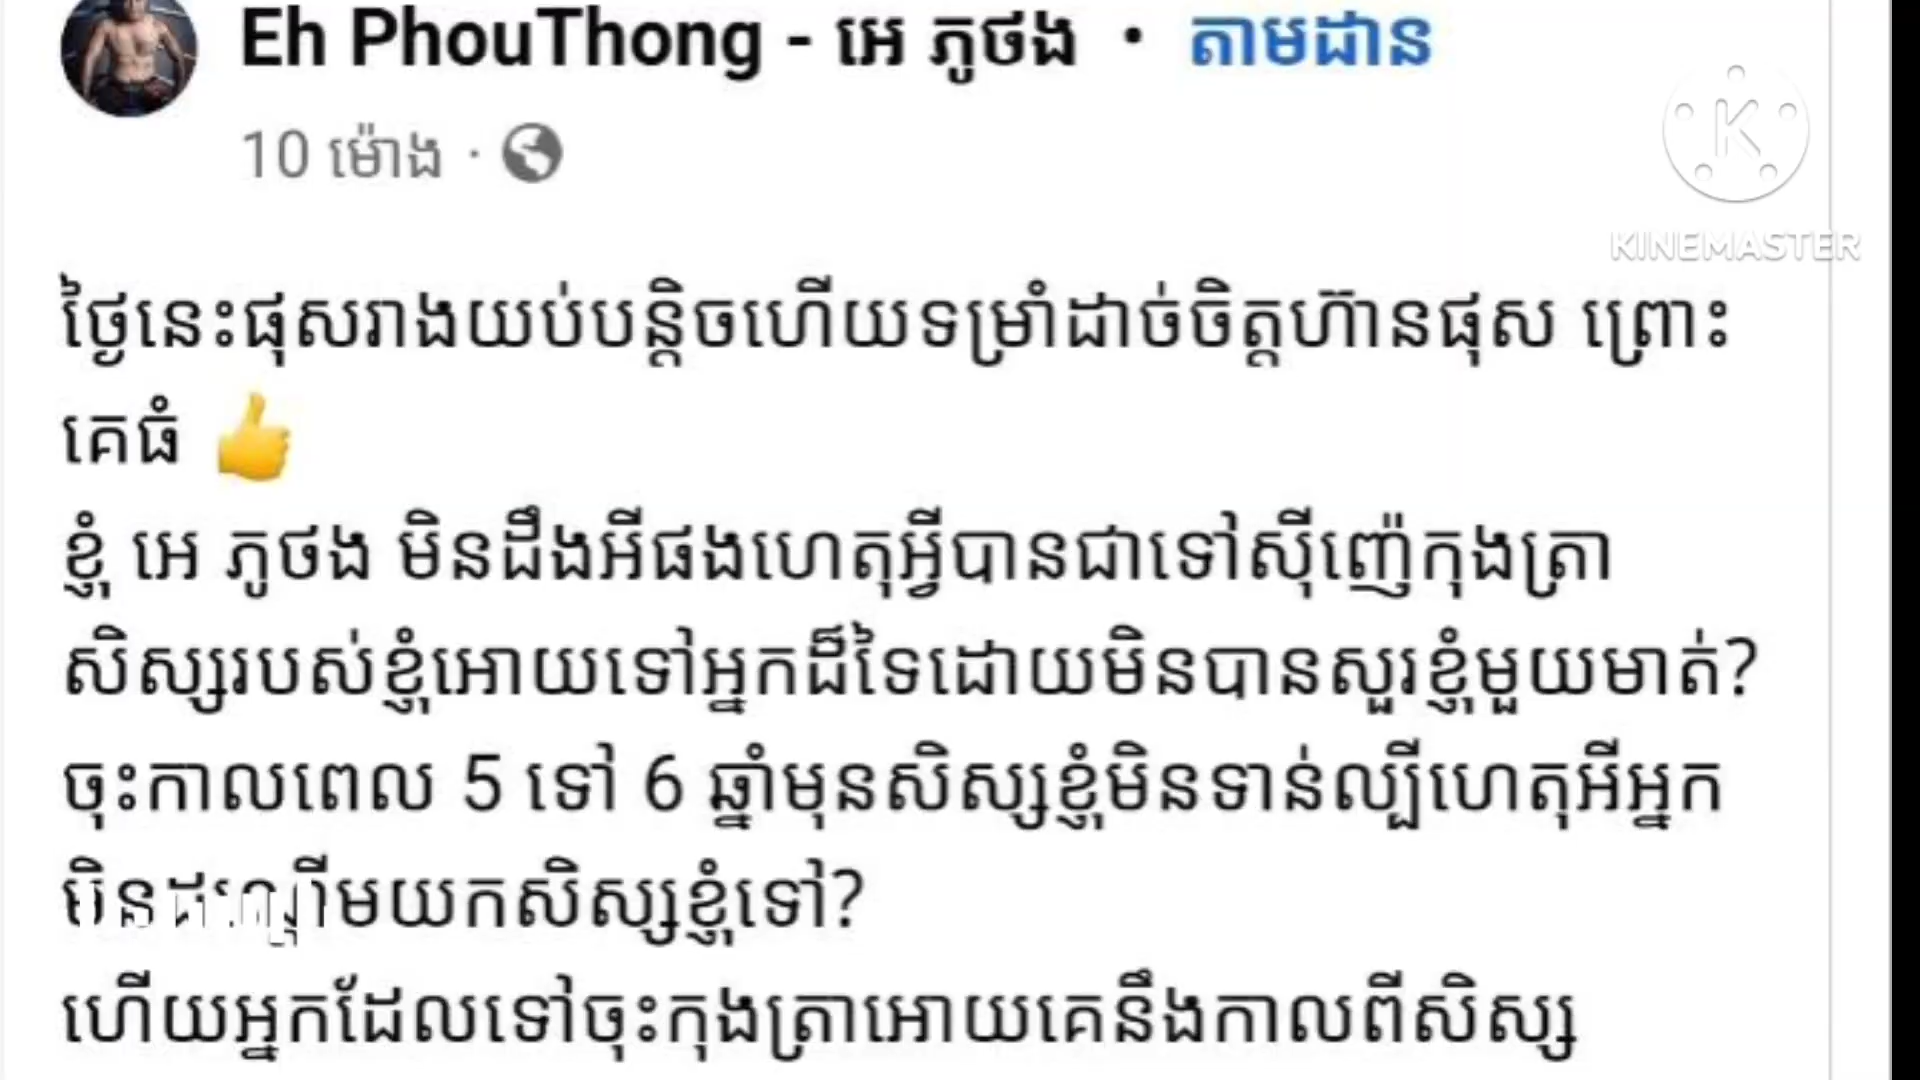 Eh PhouThong - អេ ភូថង • តាមដាន
10 ម៉ោង ·
KINEMASTER
ថ្ងៃនេះផុសរាងយប់បន្តិចហើយទម្រាំដាច់ចិត្តហ៊ានផុស ព្រោះ
គេធំ 👍
ខ្ញុំ អេ ភូថង មិនដឹងអីផងហេតុអ្វីបានជាទៅស៊ីញ៉េកុងត្រា
សិស្សរបស់ខ្ញុំអោយទៅអ្នកដ៏ទៃដោយមិនបានសួរខ្ញុំមួយមាត់?
ចុះកាលពេល 5 ទៅ 6 ឆ្នាំមុនសិស្សខ្ញុំមិនទាន់ល្បីហេតុអីអ្នក
មិន យកសិស្សខ្ញុំទៅ?
ហើយអ្នកដែលទៅចុះកុងត្រាអោយគេនឹងកាលពីសិស្ស